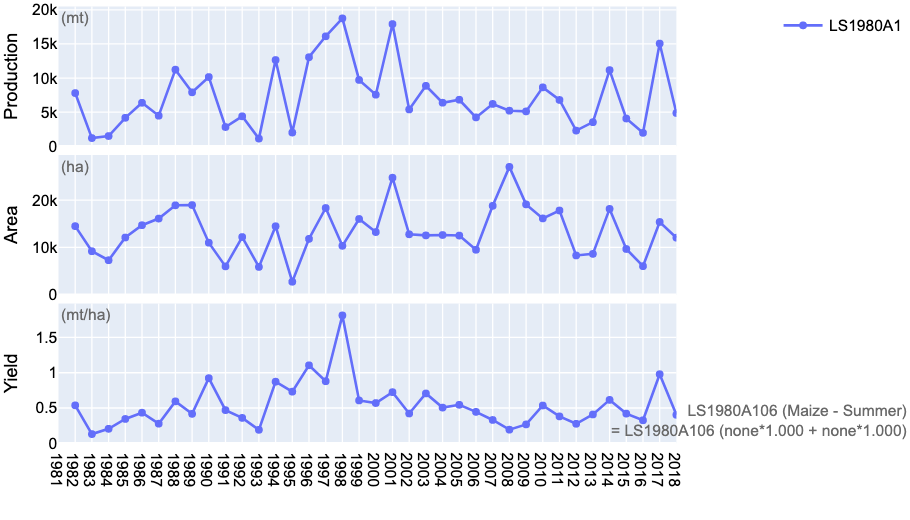 20k
(mt)
LS1980A1
15k
Production
10k
5k
0
(ha)
20k
Area
10k
0
(mt/ha)
1.5
Yield
1
0.5
LS1980A106 (Maize - Summer)
= LS1980A106 (none*1.000 + none*1.000)
0
1981
1982
1983
1984
1985
1986
1987
1988
1989
1990
1991
1992
1993
1994
1995
1996
1997
1998
1999
2000
2001
2002
2003
2004
2005
2006
2007
2008
2009
2010
2011
2012
2013
2014
2015
2016
2017
2018